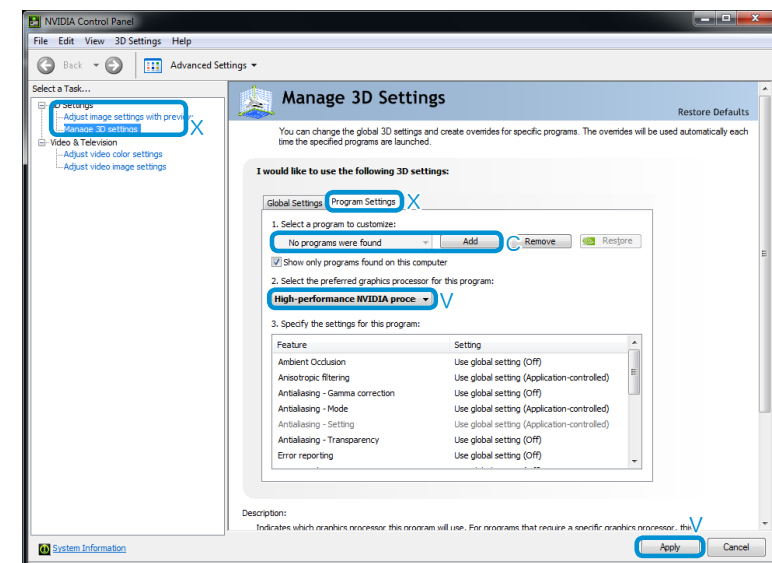 NVIDIA Control Panel
File Edit View 3D Settings Help
Back
Advanced Settings
Select a Task...
3D Settings
Adjust image settings with preview
Manage 3D settings
X
Video & Television
Adjust video color settings
Adjust video image settings
Manage 3D Settings
Restore Defaults
You can change the global 3D settings and create overrides for specific programs. The overrides will be used automatically each
time the specified programs are launched.
I would like to use the following 3D settings:
Global Settings Program Settings X
1. Select a program to customize:
No programs were found Add C Remove Restore
Show only programs found on this computer
2. Select the preferred graphics processor for this program:
High-performance NVIDIA proce V
3. Specify the settings for this program:
Feature Setting
Ambient Occlusion Use global setting (Off)
Anisotropic filtering Use global setting (Application-controlled)
Antialiasing - Gamma correction Use global setting (Off)
Antialiasing - Mode Use global setting (Application-controlled)
Antialiasing - Setting Use global setting (Application-controlled)
Antialiasing - Transparency Use global setting (Off)
Error reporting Use global setting (Off)
Description:
Indicates which graphics processor this program will use. For programs that require a specific graphics processor, this
V
System Information
Apply Cancel